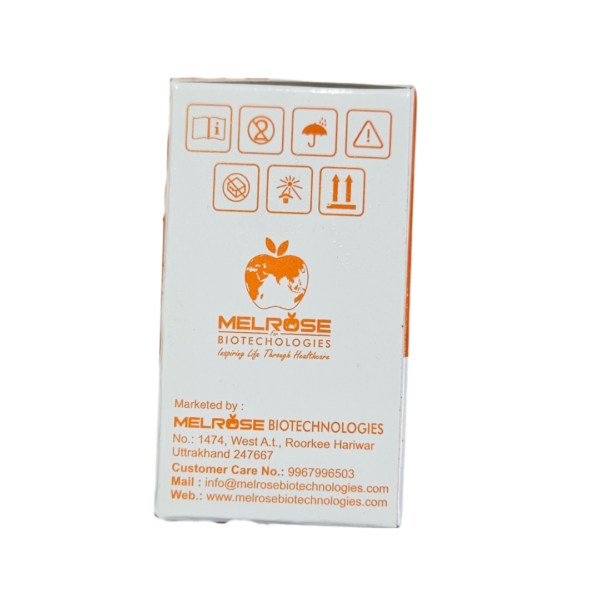 MELROSE
for
BIOTECHOLOGIES
Inspiring Life Through Healthcare
Marketed by :
MELROSE BIOTECHNOLOGIES
No.: 1474, West A.t., Roorkee Hariwar
Uttrakhand 247667
Customer Care No.: 9967996503
Mail : info@melrosebiotechnologies.com
Web.: www.melrosebiotechnologies.com